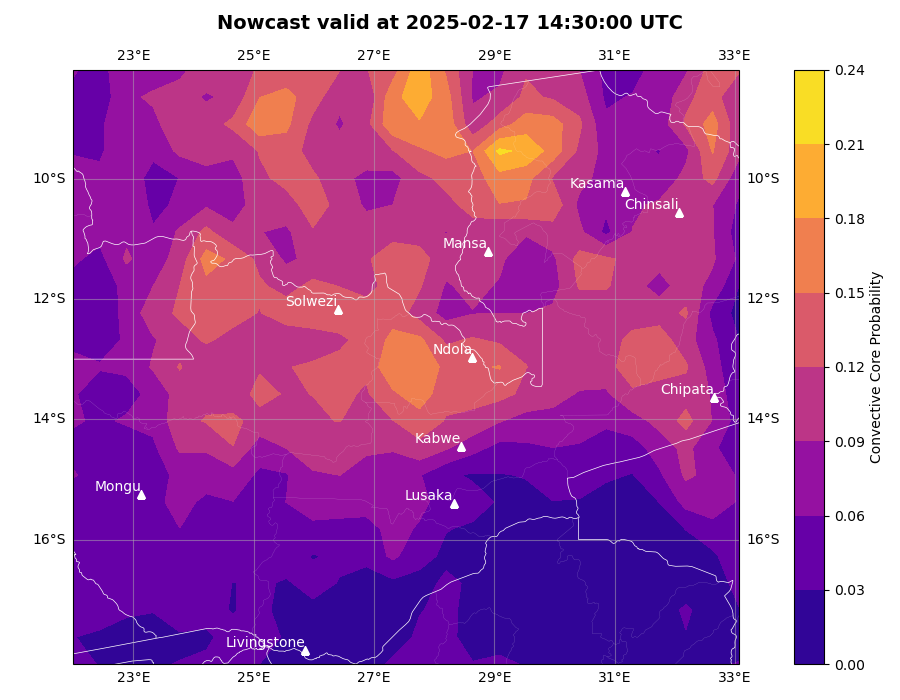 Nowcast valid at 2025-02-17 14:30:00 UTC
23°E 25°E 27°E 29°E 31°E 33°E
0.24
0.21
10°S
Kasama
Chinsali
0.18
Mansa
12°S
Solwezi
0.15
Ndola
0.12
Convective Core Probability
Chipata
14°S
0.09
Kabwe
Mongu
Lusaka
0.06
16°S
0.03
Livingstone
0.00
23°E 25°E 27°E 29°E 31°E 33°E